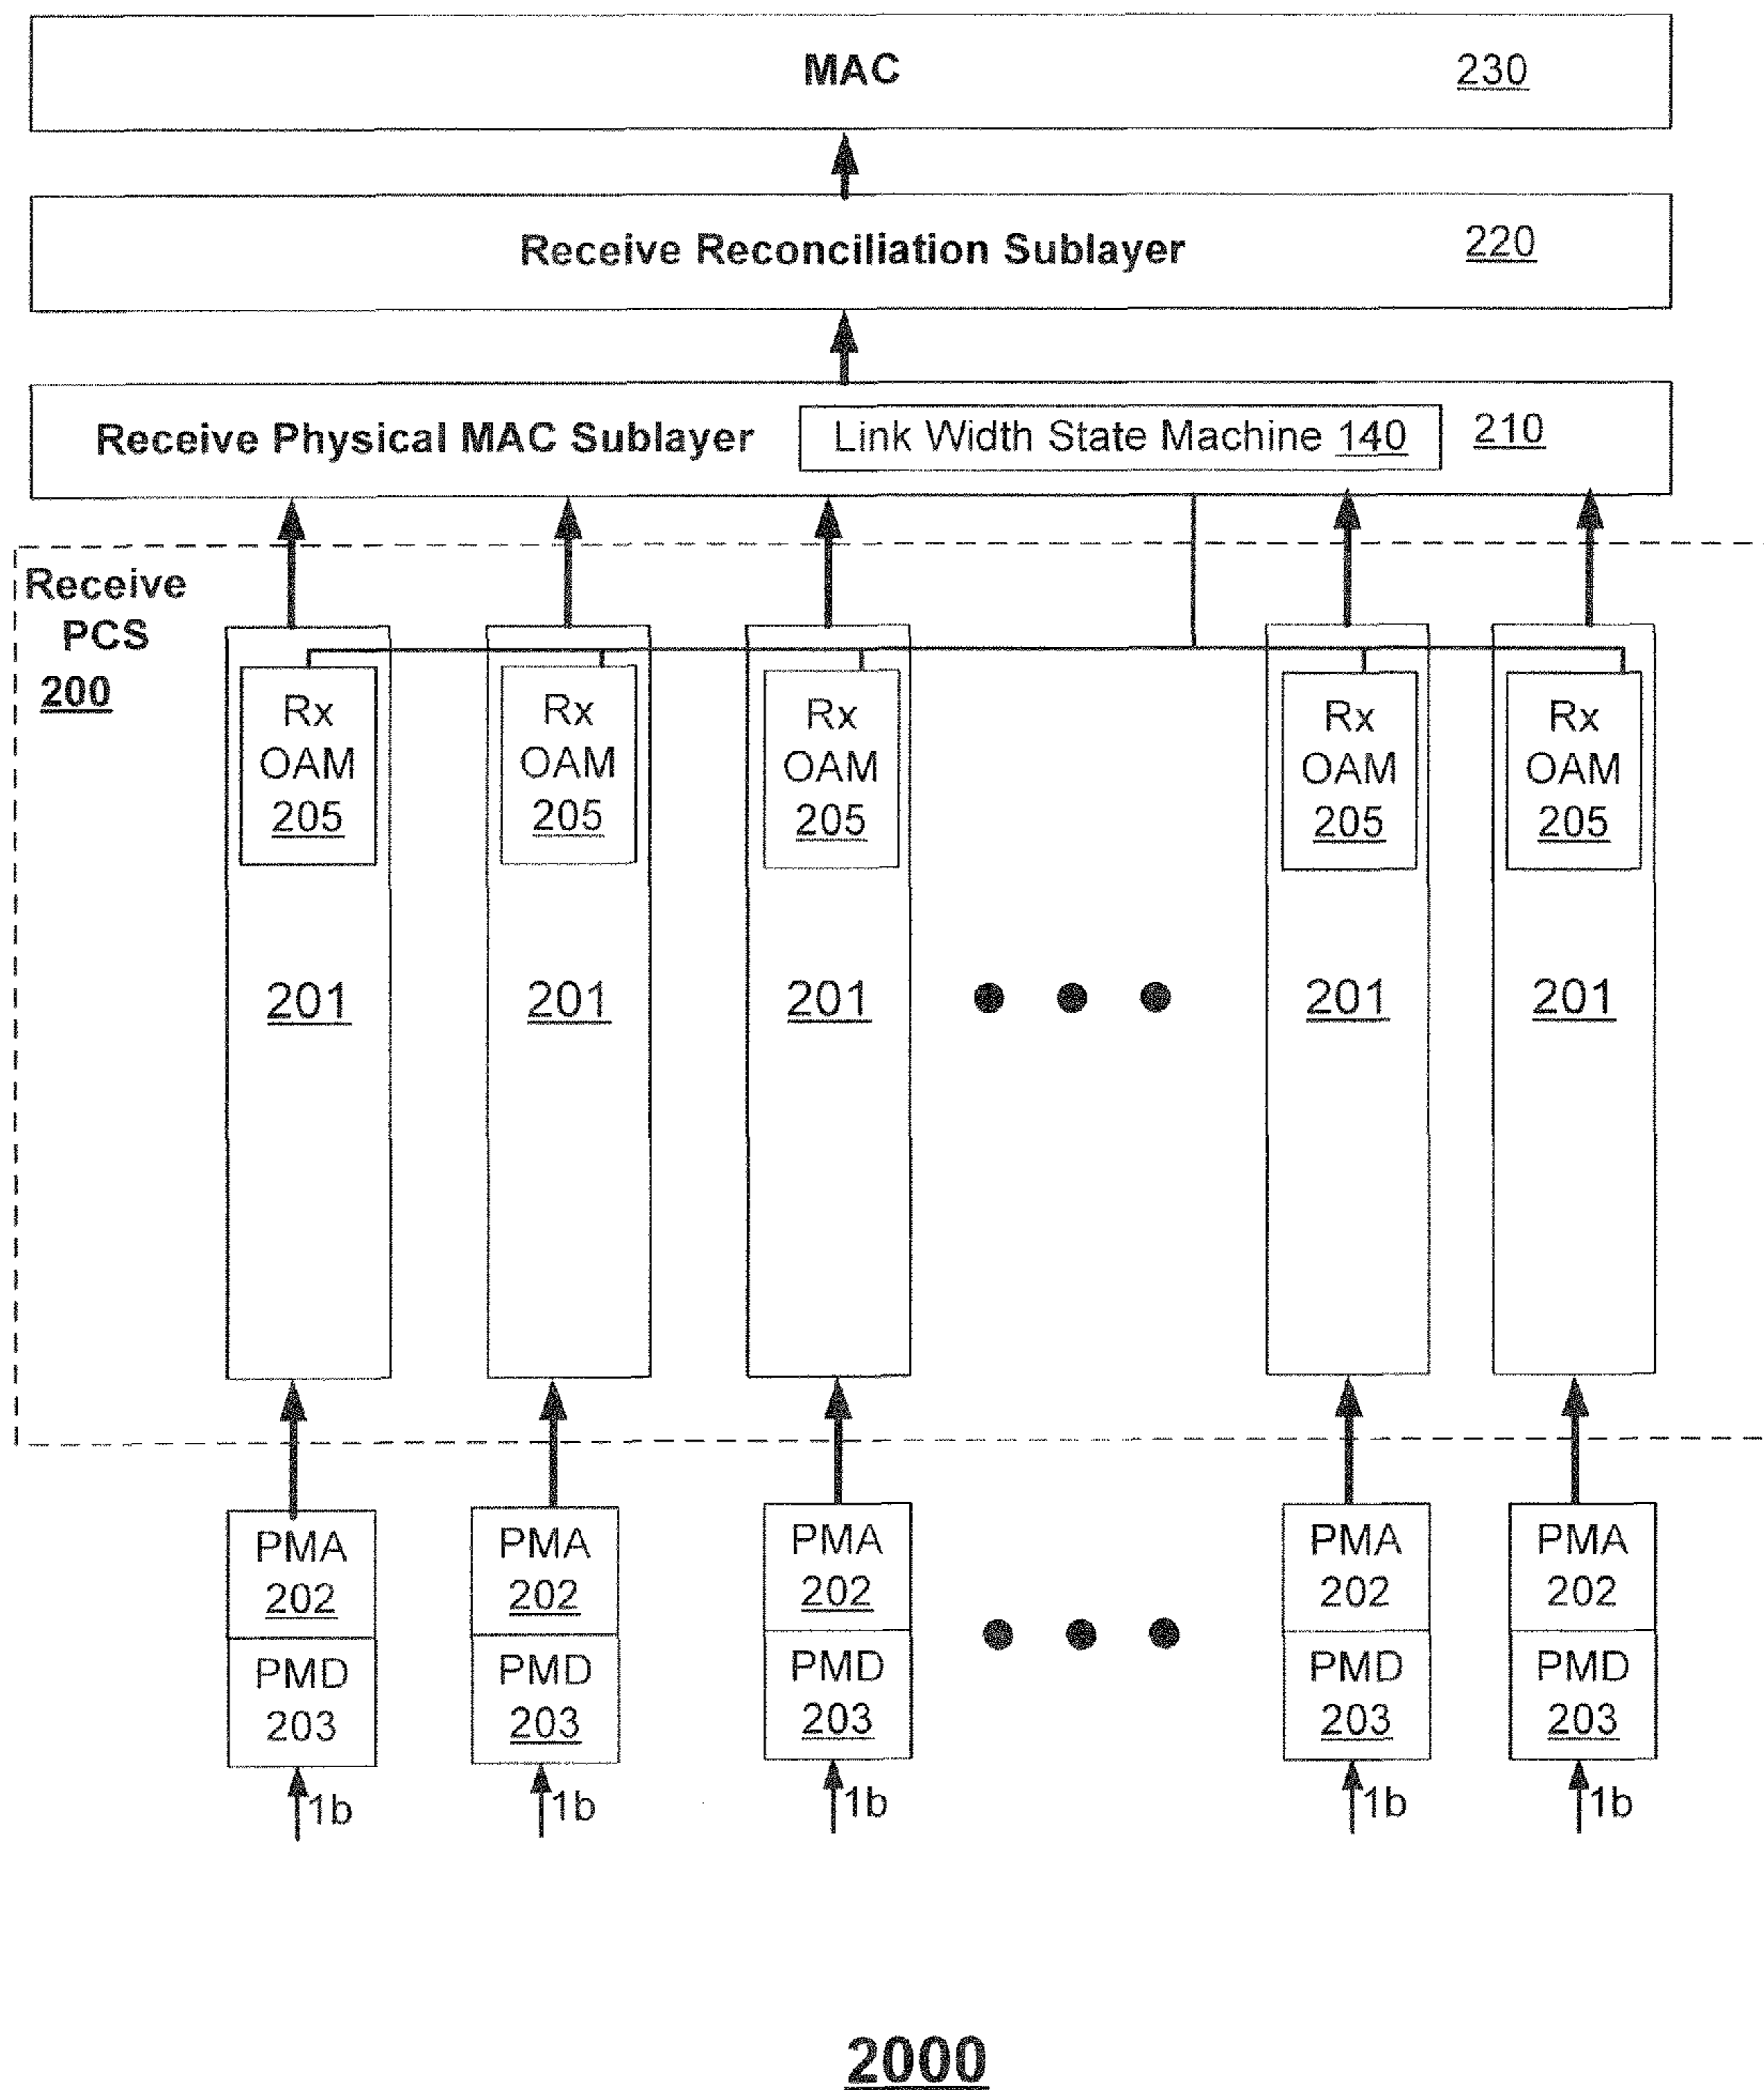 MAC 230
Receive Reconciliation Sublayer 220
Receive Physical MAC Sublayer Link Width State Machine 140 210
Receive
PCS
200
Rx Rx Rx Rx Rx
OAM OAM OAM OAM OAM
205 205 205 205 205
201 201 201 201 201
PMA PMA PMA PMA PMA
202 202 202 202 202
PMD PMD PMD PMD PMD
203 203 203 203 203
1b 1b 1b 1b 1b
2000